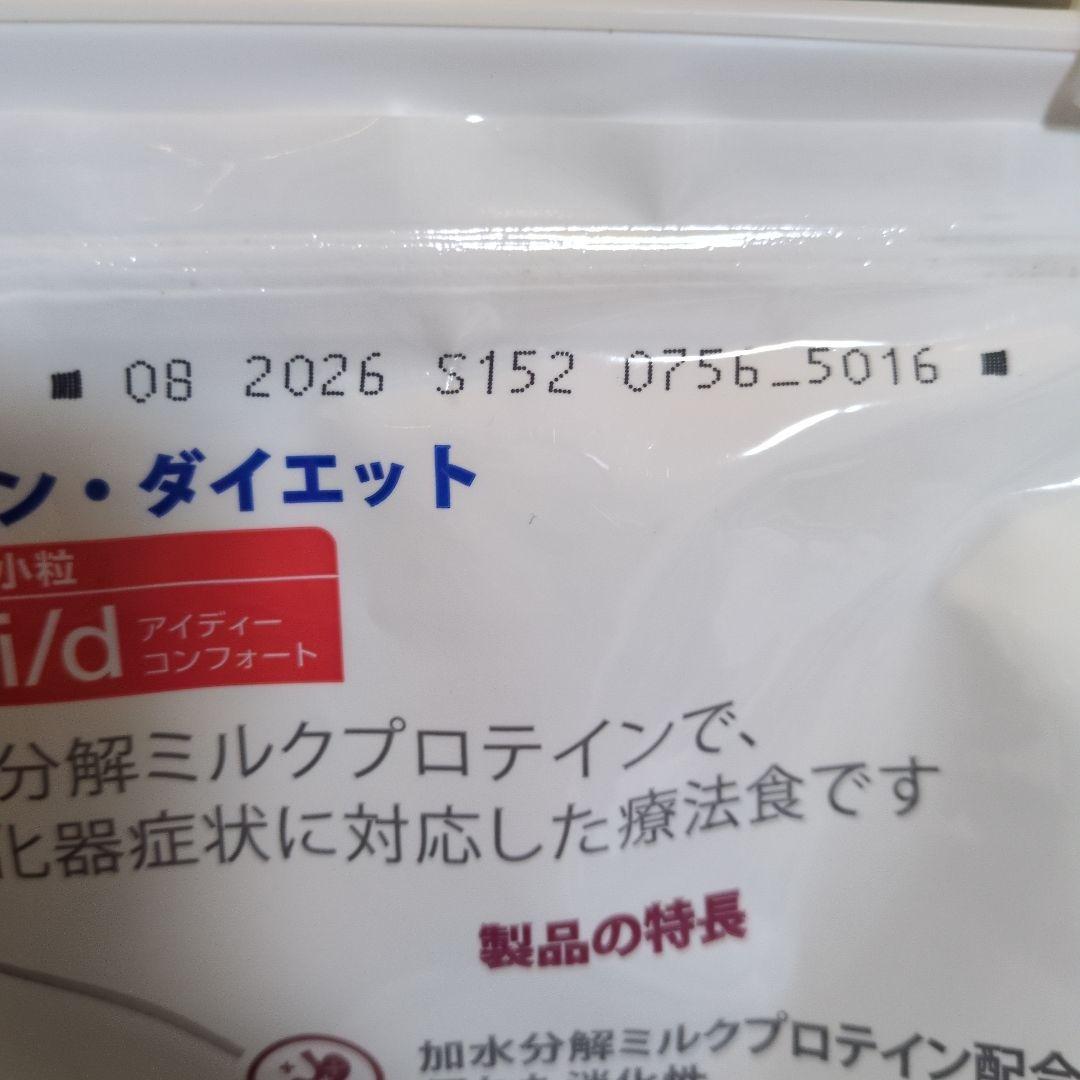 08 2026 S152 0756_5016
ン・ダイエット
小粒
i/d
アイディー
コンフォート
分解ミルクプロテインで、
化器症状に対応した療法食です
製品の特長
加水分解ミルクプロテイン配合